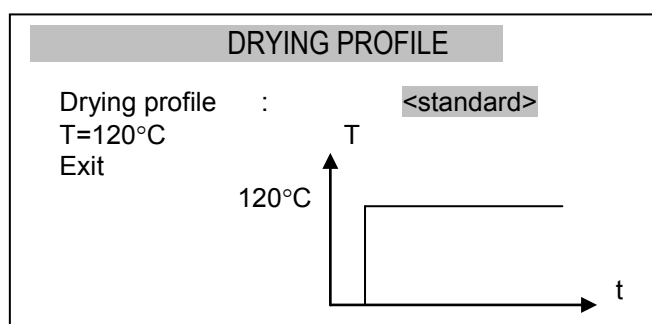 DRYING PROFILE
Drying profile : <standard>
T=120°C T
Exit
120°C
t